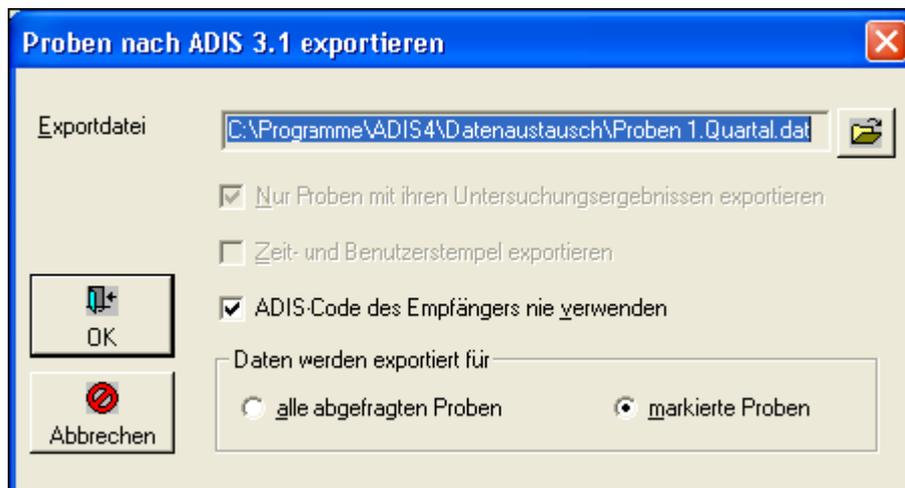 Proben nach ADIS 3.1 exportieren
Exportdatei
C:\Programme\ADIS4\Datenaustausch\Proben 1.Quartal.dat
Nur Proben mit ihren Untersuchungsergebnissen exportieren
Zeit- und Benutzerstempel exportieren
ADIS-Code des Empfängers nie verwenden
OK
Daten werden exportiert für
alle abgefragten Proben
markierte Proben
Abbrechen